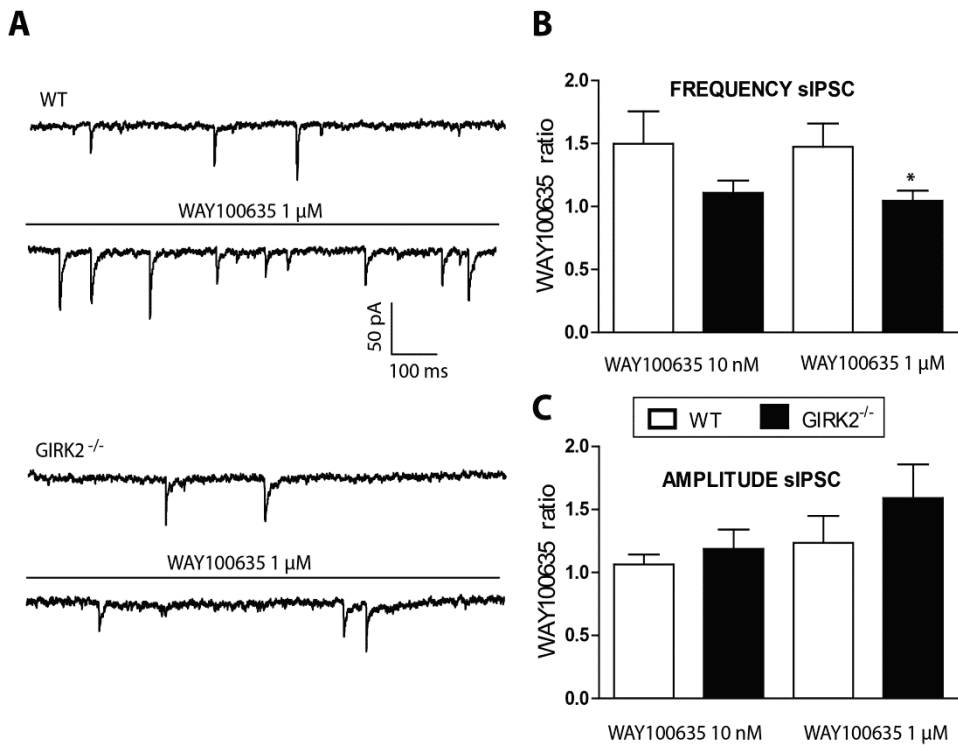 A
WT
WAY100635 1 µM
50 pA
100 ms
GIRK2 -/-
WAY100635 1 µM
B
FREQUENCY sIPSC
WAY100635 ratio
2.0
1.5
1.0
0.5
0.0
*
WAY100635 10 nM
WAY100635 1 µM
C
WT
GIRK2-/-
AMPLITUDE sIPSC
WAY100635 ratio
2.0
1.5
1.0
0.5
0.0
WAY100635 10 nM
WAY100635 1 µM